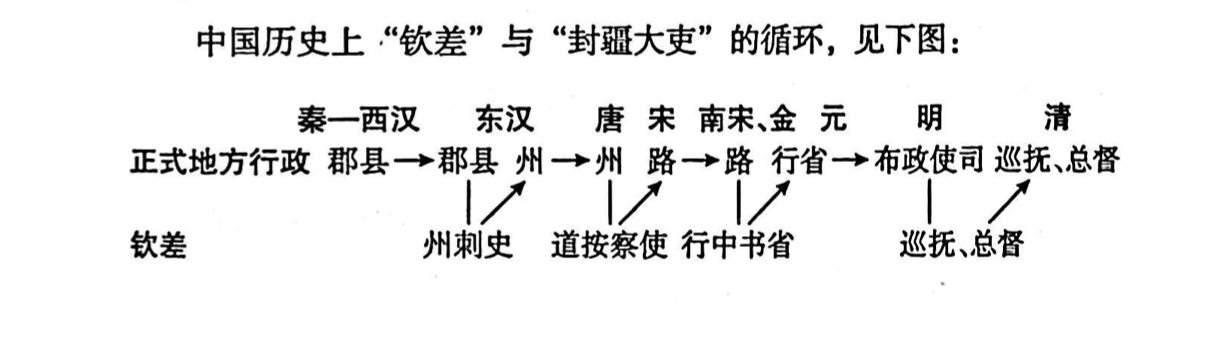 中国历史上“钦差”与“封疆大吏”的循环，见下图：
秦—西汉 东汉 唐 宋 南宋、金 元 明 清
正式地方行政 郡县→郡县 州→州 路→路 行省→布政使司 巡抚、总督
钦差 州刺史 道按察使 行中书省 巡抚、总督